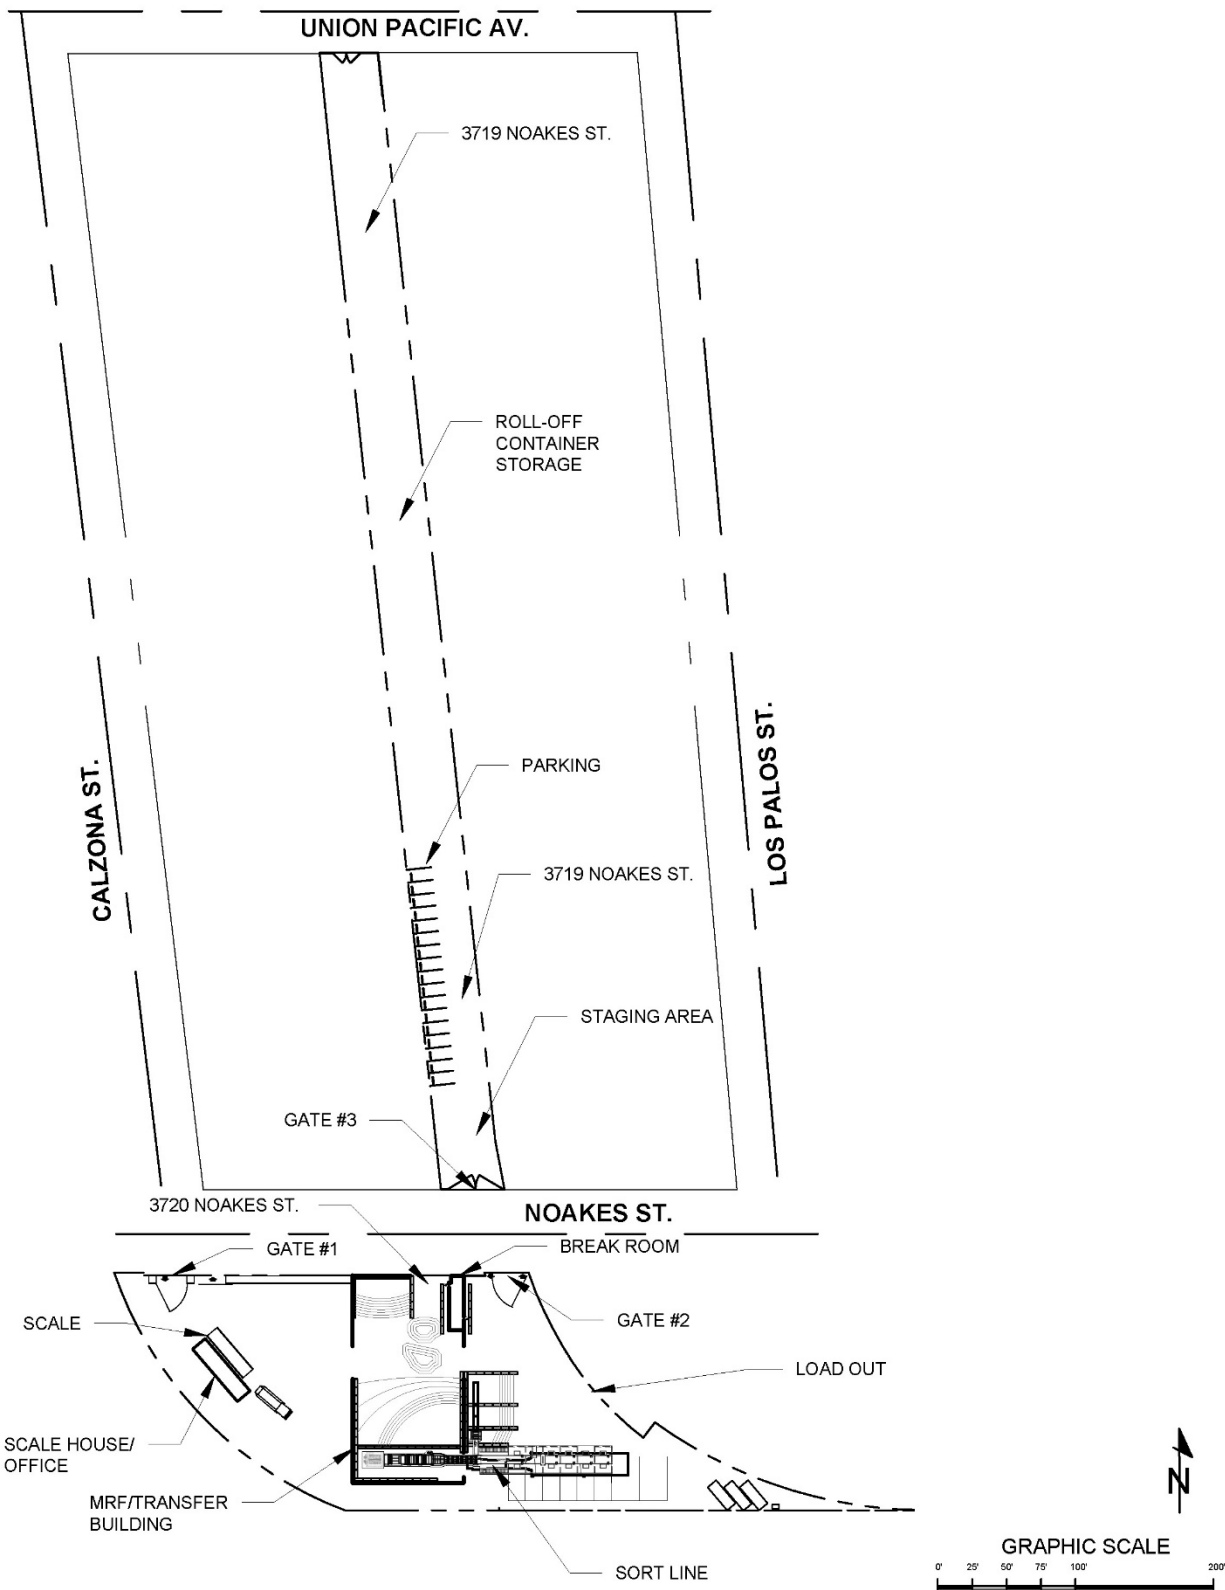 UNION PACIFIC AV.
3719 NOAKES ST.
ROLL-OFF
CONTAINER
STORAGE
CALZONA ST.
LOS PALOS ST.
PARKING
3719 NOAKES ST.
STAGING AREA
GATE #3
3720 NOAKES ST.
NOAKES ST.
GATE #1
BREAK ROOM
SCALE
GATE #2
LOAD OUT
SCALE HOUSE/
OFFICE
MRF/TRANSFER
BUILDING
SORT LINE
N
GRAPHIC SCALE
0' 25' 50' 75' 100' 200'